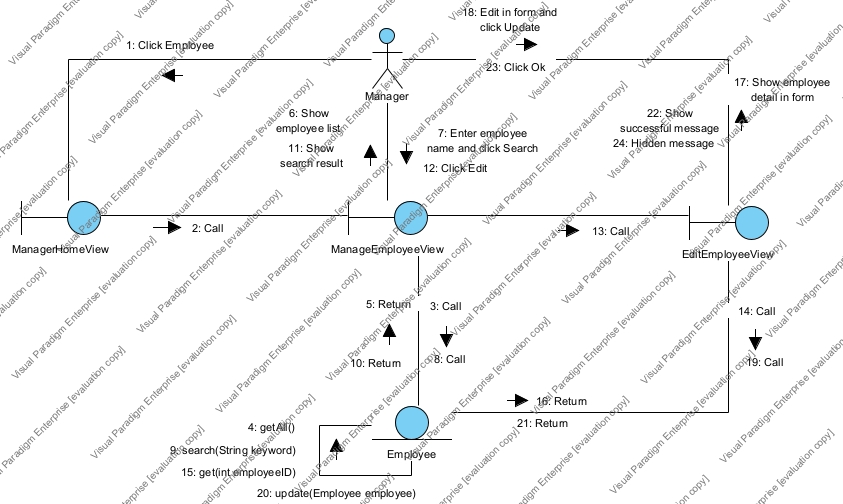 18: Edit in form and
click Update
1: Click Employee
23: Click Ok
17: Show employee
detail in form
Manager
6: Show
employee list
11: Show
search result
7: Enter employee
name and click Search
12: Click Edit
22: Show
successful message
24: Hidden message
2: Call
13: Call
ManagerHomeView
ManageEmployeeView
EditEmployeeView
5: Return
3: Call
14: Call
10: Return
8: Call
19: Call
16: Return
21: Return
4: getAll()
9: search(String keyword)
15: get(int employeeID)
20: update(Employee employee)
Employee
Visual Paradigm Enterprise [evaluation copy]